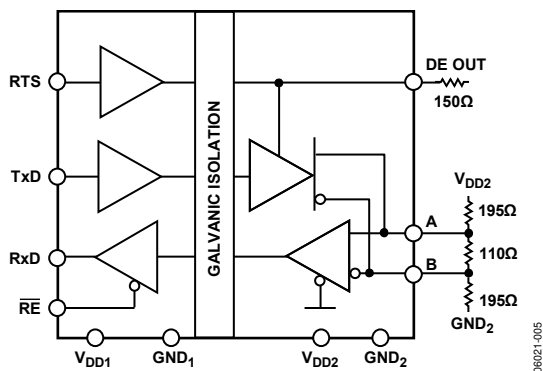 RTS
DE OUT
150Ω
TxD
GALVANIC ISOLATION
VDD2
195Ω
A
110Ω
RxD
B
195Ω
RE
GND2
VDD1
GND1
VDD2
GND2
06021-005